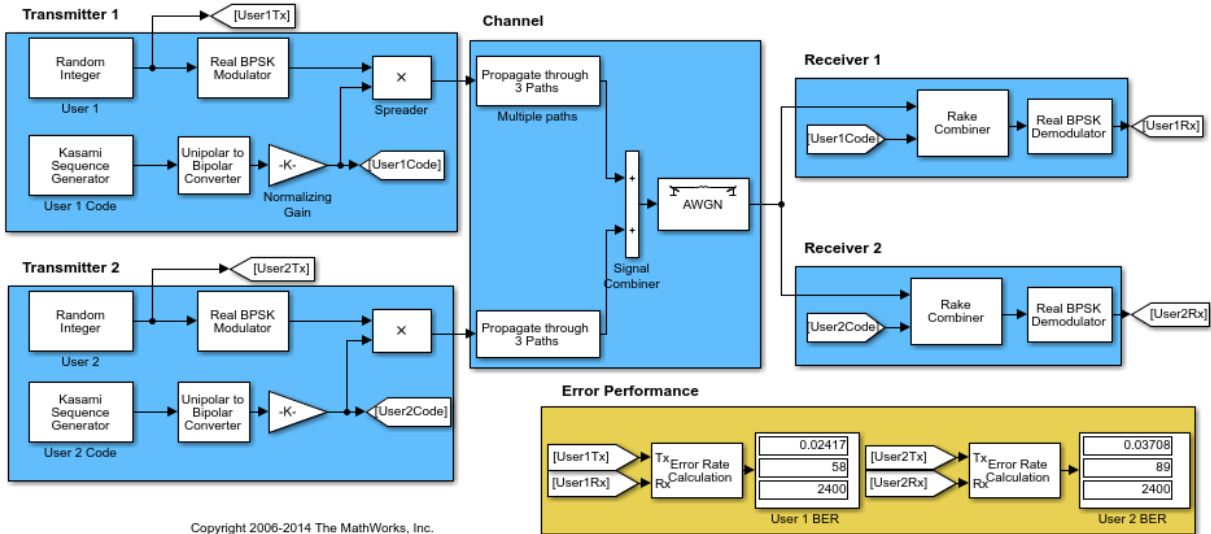 Transmitter 1
[User1Tx]
Random
Integer
User 1
Real BPSK
Modulator
×
Spreader
Kasami
Sequence
Generator
User 1 Code
Unipolar to
Bipolar
Converter
-K-
Normalizing
Gain
[User1Code]
Transmitter 2
[User2Tx]
Random
Integer
User 2
Real BPSK
Modulator
×
Kasami
Sequence
Generator
User 2 Code
Unipolar to
Bipolar
Converter
-K-
[User2Code]
Channel
Propagate through
3 Paths
Multiple paths
+
+
Signal
Combiner
AWGN
Propagate through
3 Paths
Receiver 1
[User1Code]
Rake
Combiner
Real BPSK
Demodulator
[User1Rx]
Receiver 2
[User2Code]
Rake
Combiner
Real BPSK
Demodulator
[User2Rx]
Error Performance
[User1Tx]
[User1Rx]
Tx
Rx
Error Rate
Calculation
0.02417
58
2400
User 1 BER
[User2Tx]
[User2Rx]
Tx
Rx
Error Rate
Calculation
0.03708
89
2400
User 2 BER
Copyright 2006-2014 The MathWorks, Inc.